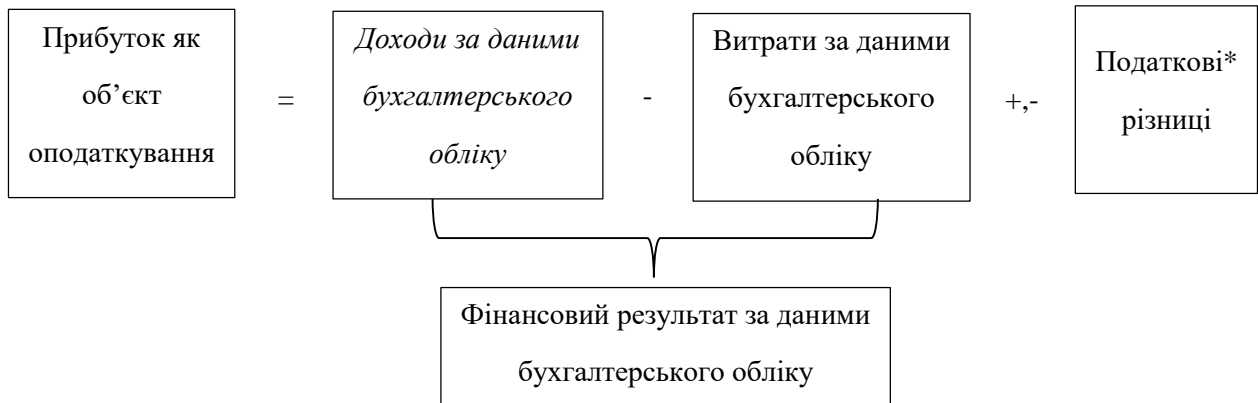 Прибуток як
об’єкт
оподаткування
=
Доходи за даними
бухгалтерського
обліку
-
Витрати за даними
бухгалтерського
обліку
+,-
Податкові*
різниці
Фінансовий результат за даними
бухгалтерського обліку